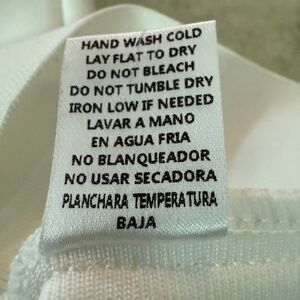 HAND WASH COLD
LAY FLAT TO DRY
DO NOT BLEACH
DO NOT TUMBLE DRY
IRON LOW IF NEEDED
LAVAR A MANO
EN AGUA FRIA
NO BLANQUEADOR
NO USAR SECADORA
PLANCHARA TEMPERATURA
BAJA